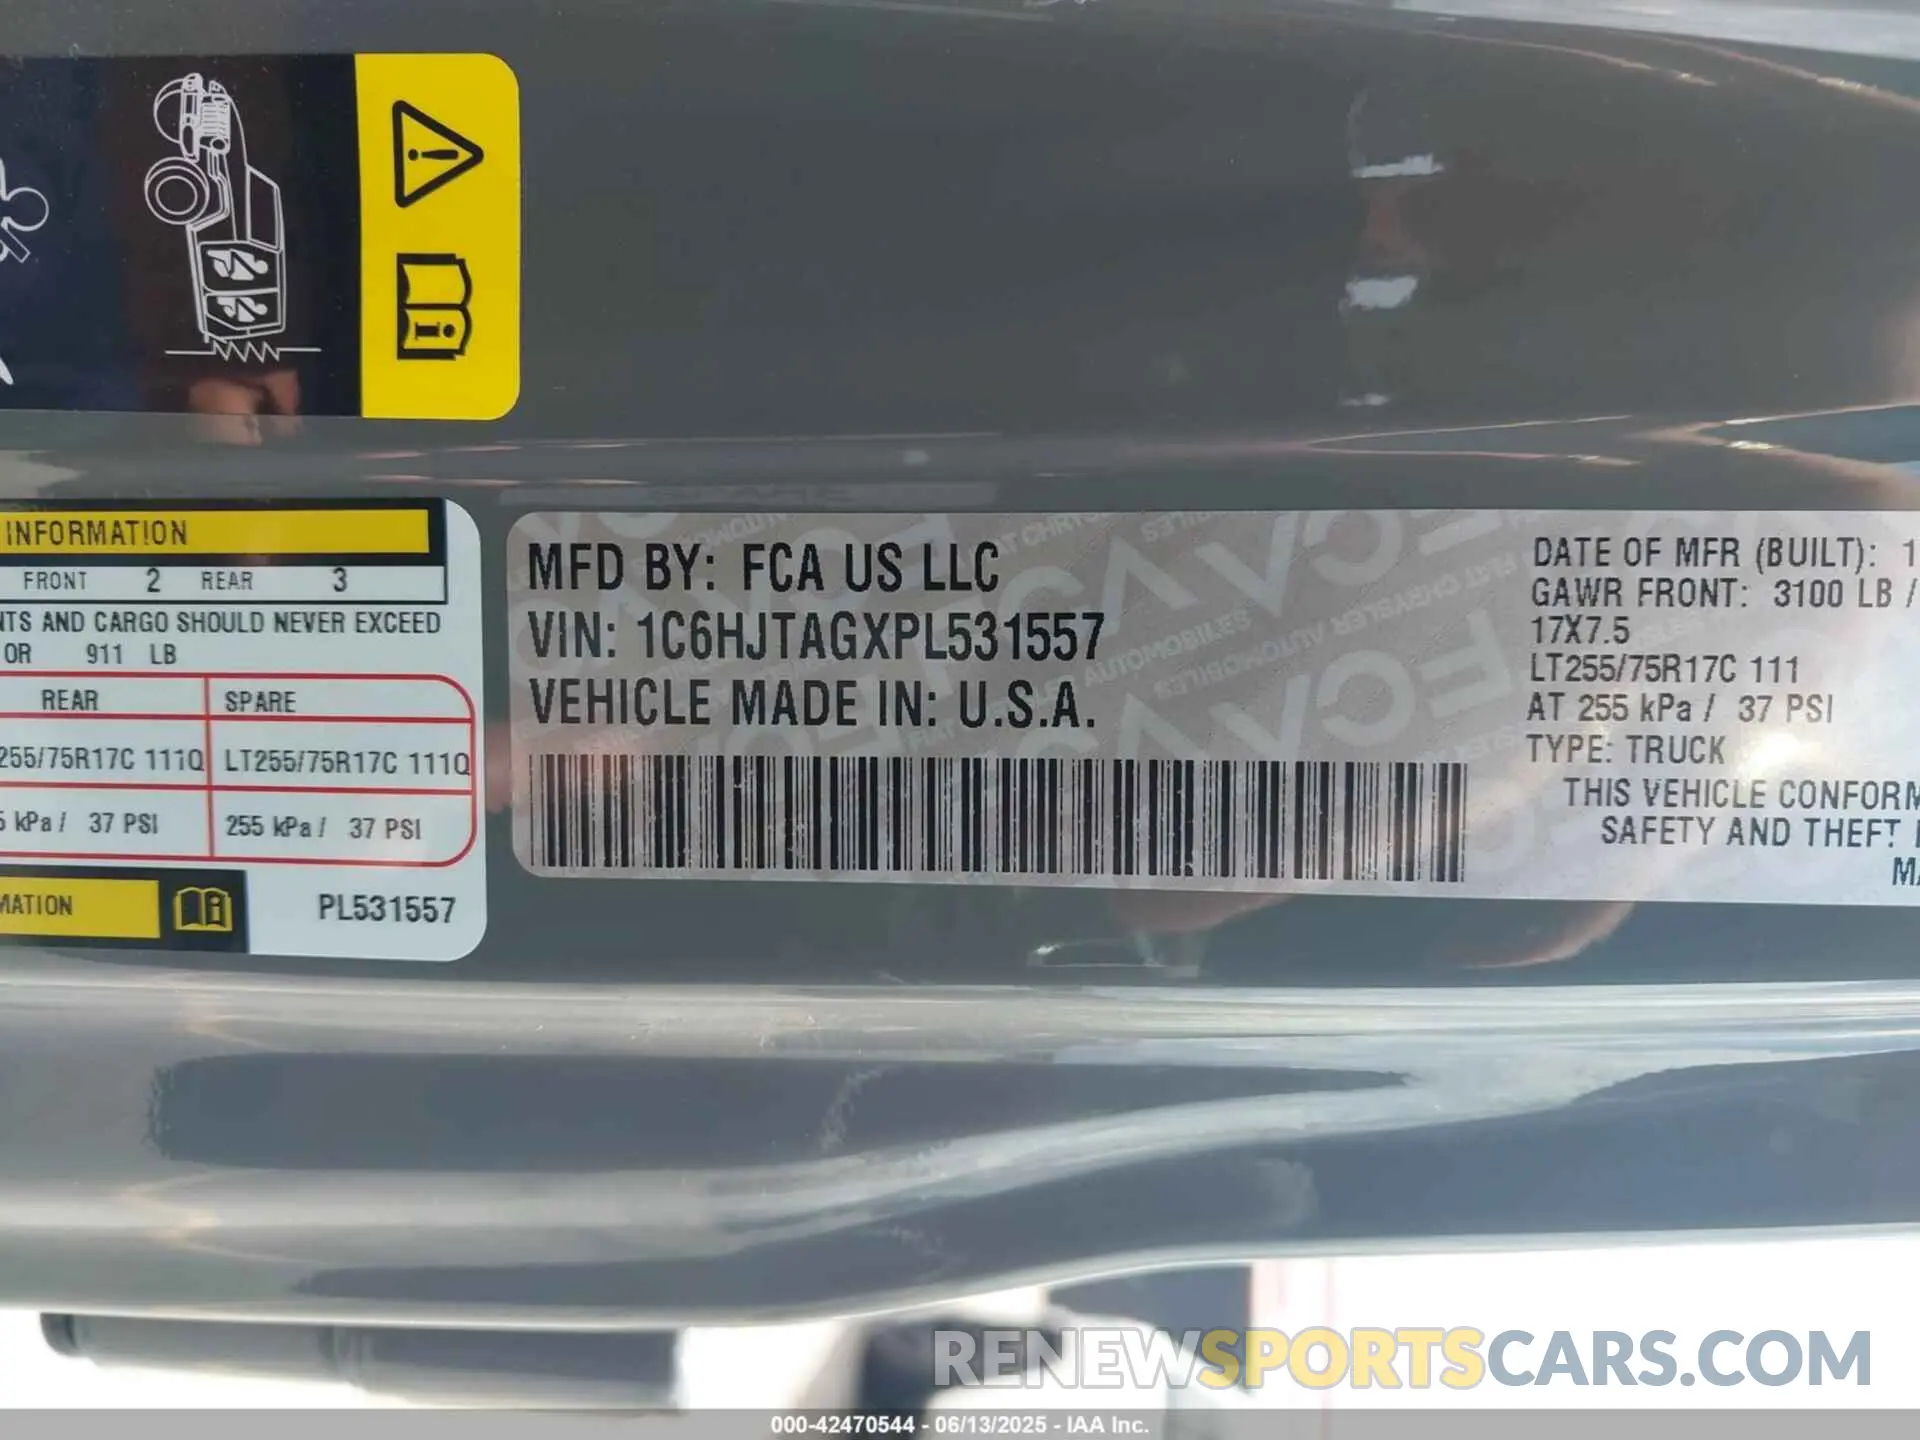 INFORMATION
FRONT 2 REAR 3
NTS AND CARGO SHOULD NEVER EXCEED
OR 911 LB
REAR SPARE
255/75R17C 111Q LT255/75R17C 111Q
5 kPa / 37 PSI 255 kPa / 37 PSI
MATION
PL531557
MFD BY: FCA US LLC
VIN: 1C6HJTAGXPL531557
VEHICLE MADE IN: U.S.A.
DATE OF MFR (BUILT): 1
GAWR FRONT: 3100 LB /
17X7.5
LT255/75R17C 111
AT 255 kPa / 37 PSI
TYPE: TRUCK
THIS VEHICLE CONFORM
SAFETY AND THEFT
MA
RENEWSPORTSCARS.COM
000-42470544 - 06/13/2025 - IAA Inc.